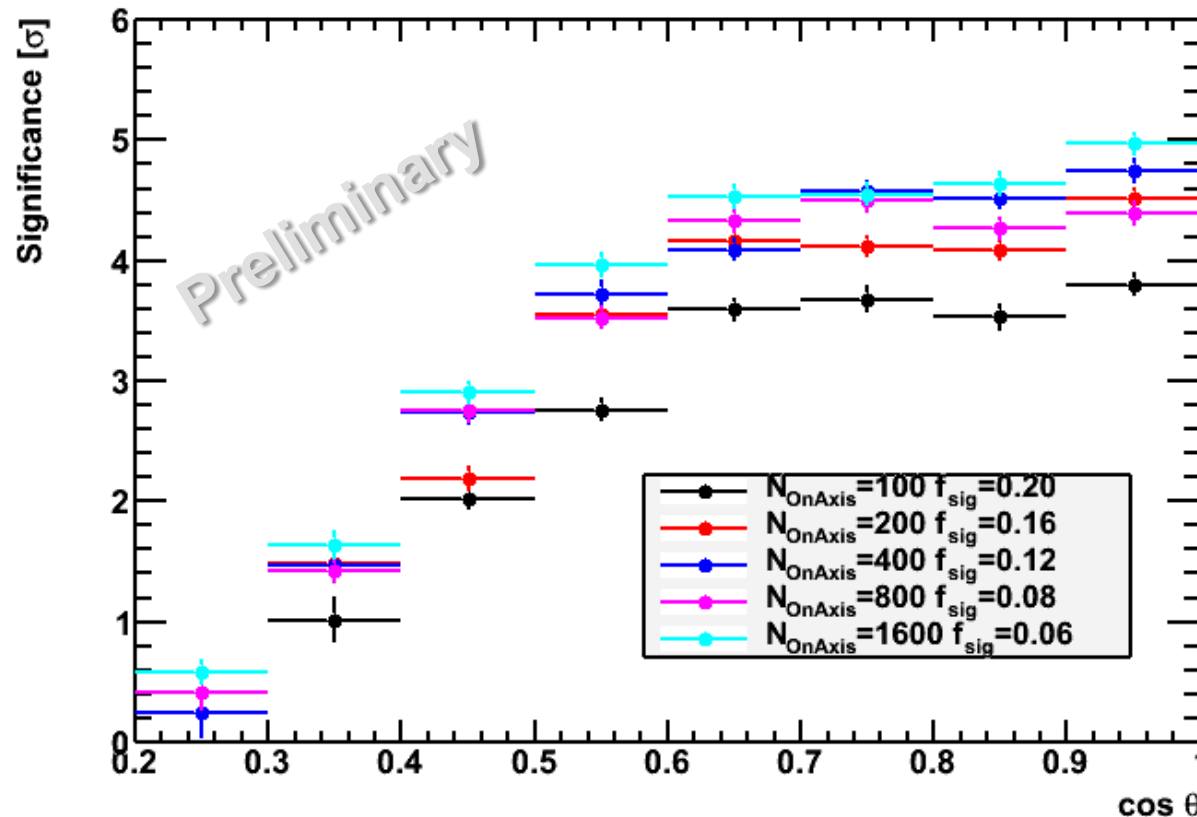 Significance [σ]
6
5
4
3
2
1
0
Preliminary
N_OnAxis=100 f_sig=0.20
N_OnAxis=200 f_sig=0.16
N_OnAxis=400 f_sig=0.12
N_OnAxis=800 f_sig=0.08
N_OnAxis=1600 f_sig=0.06
0.2 0.3 0.4 0.5 0.6 0.7 0.8 0.9 1
cos θ